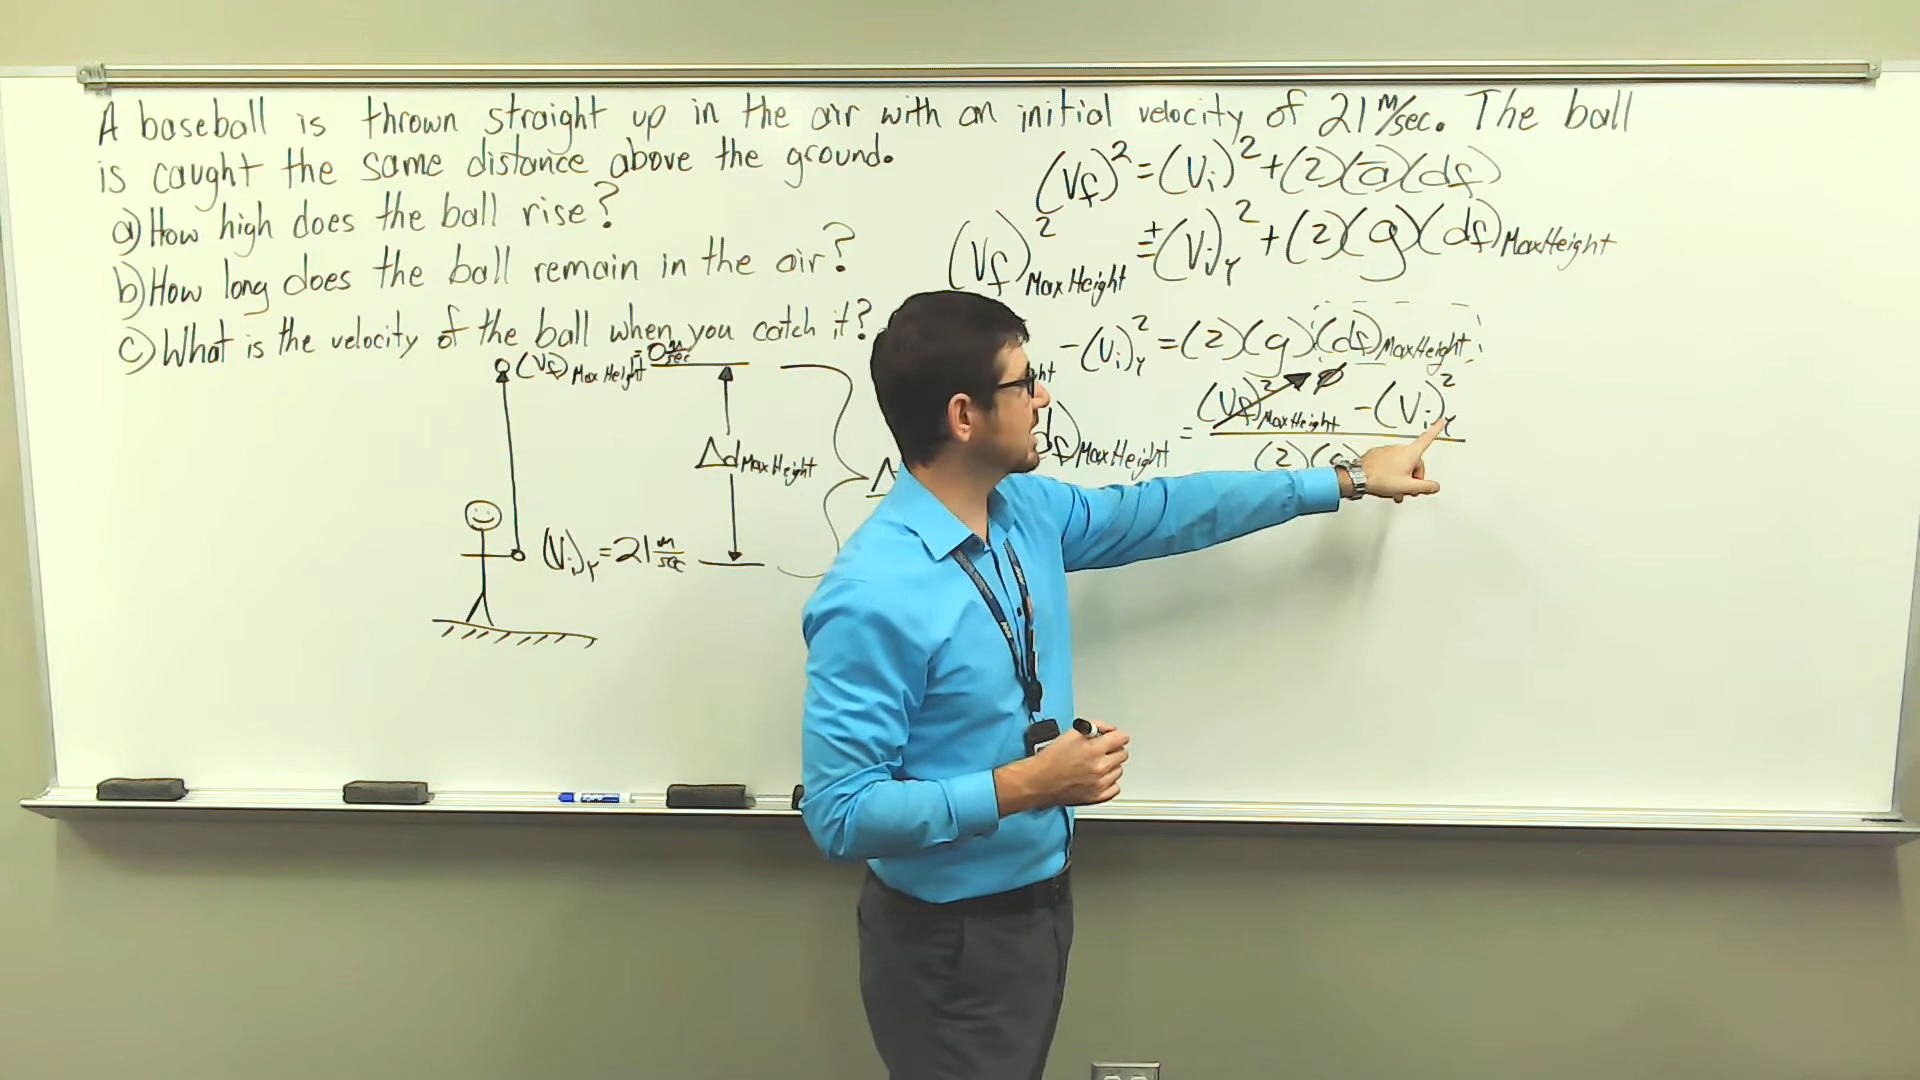 A baseball is thrown straight up in the air with an initial velocity of 21 m/sec. The ball
is caught the same distance above the ground.
a) How high does the ball rise?
b) How long does the ball remain in the air?
c) What is the velocity of the ball when you catch it?
(Vf)MaxHeight = 0 m/sec
ΔdMaxHeight
(Vi)Y = 21 m/sec
(Vf)² = (Vi)² + (2)(a)(df)
(Vf)²MaxHeight = ± (Vi)Y² + (2)(g)(df)MaxHeight
- (Vi)Y² = (2)(g)(df)MaxHeight
df)MaxHeight = (Vf)²MaxHeight → ∅ - (Vi)Y²
(2)(g